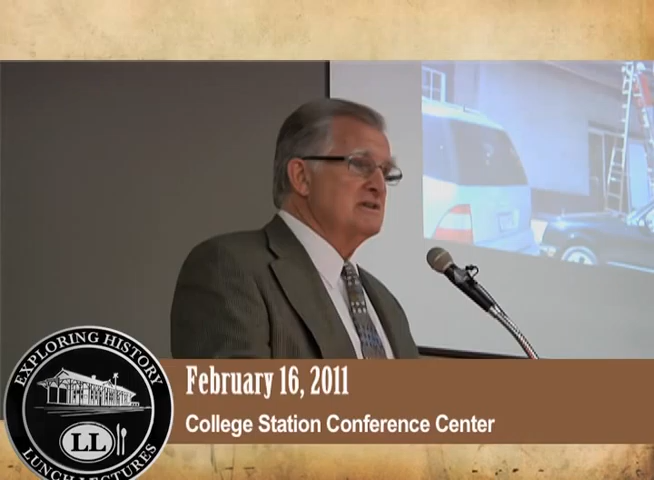 February 16, 2011
College Station Conference Center
EXPLORING HISTORY
LL
LUNCH LECTURES